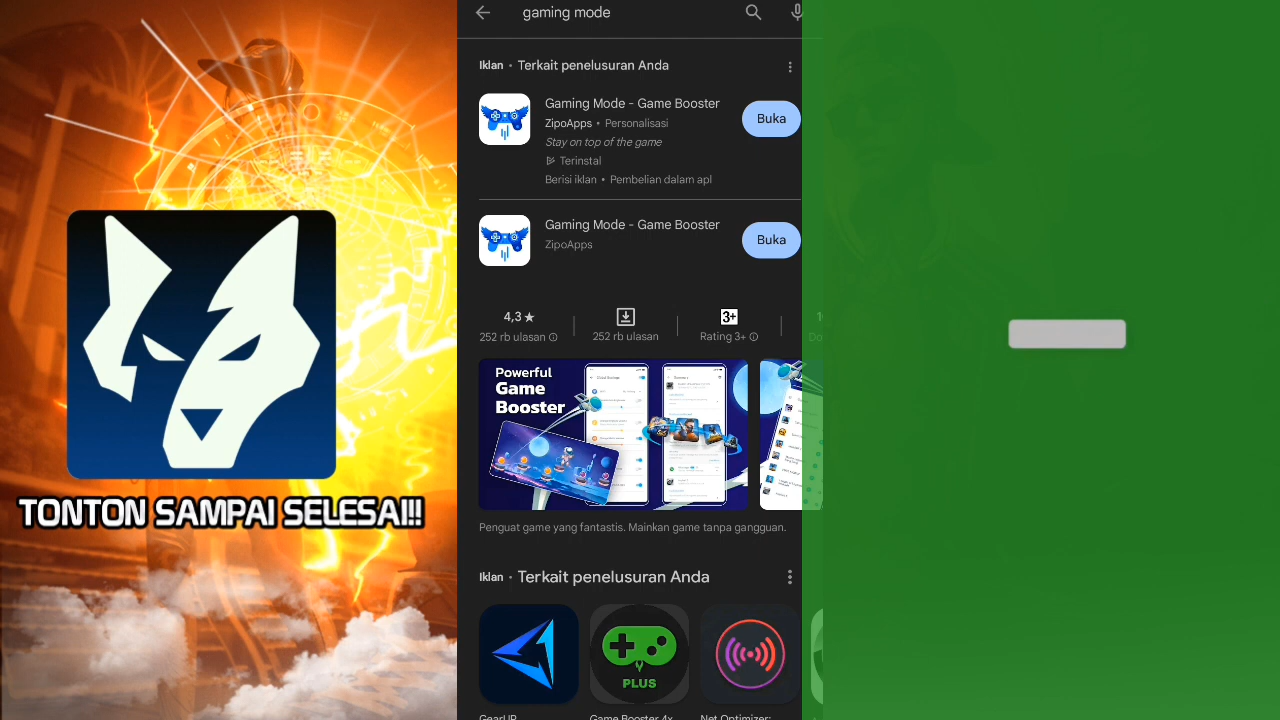 TONTON SAMPAI SELESAI!!
gaming mode
Iklan • Terkait penelusuran Anda
Gaming Mode - Game Booster
ZipoApps • Personalisasi
Buka
Stay on top of the game
Terinstal
Berisi iklan • Pembelian dalam apl
Gaming Mode - Game Booster
ZipoApps
Buka
4,3★
252 rb ulasan
252 rb ulasan
3+
Rating 3+
Powerful
Game
Booster
Penguat game yang fantastis. Mainkan game tanpa gangguan.
Iklan • Terkait penelusuran Anda
PLUS
GearUP
Game Booster 4x
Net Optimizer: